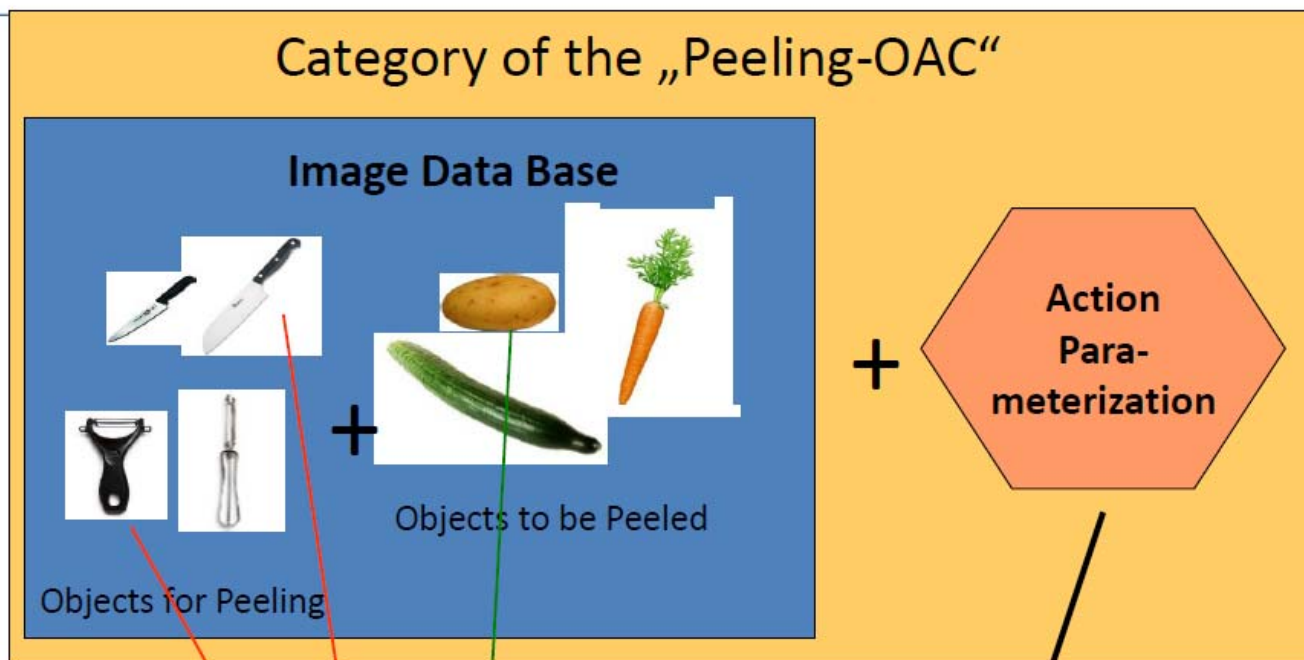 Category of the „Peeling-OAC“
Image Data Base
+
+
Action
Para-
meterization
Objects to be Peeled
Objects for Peeling